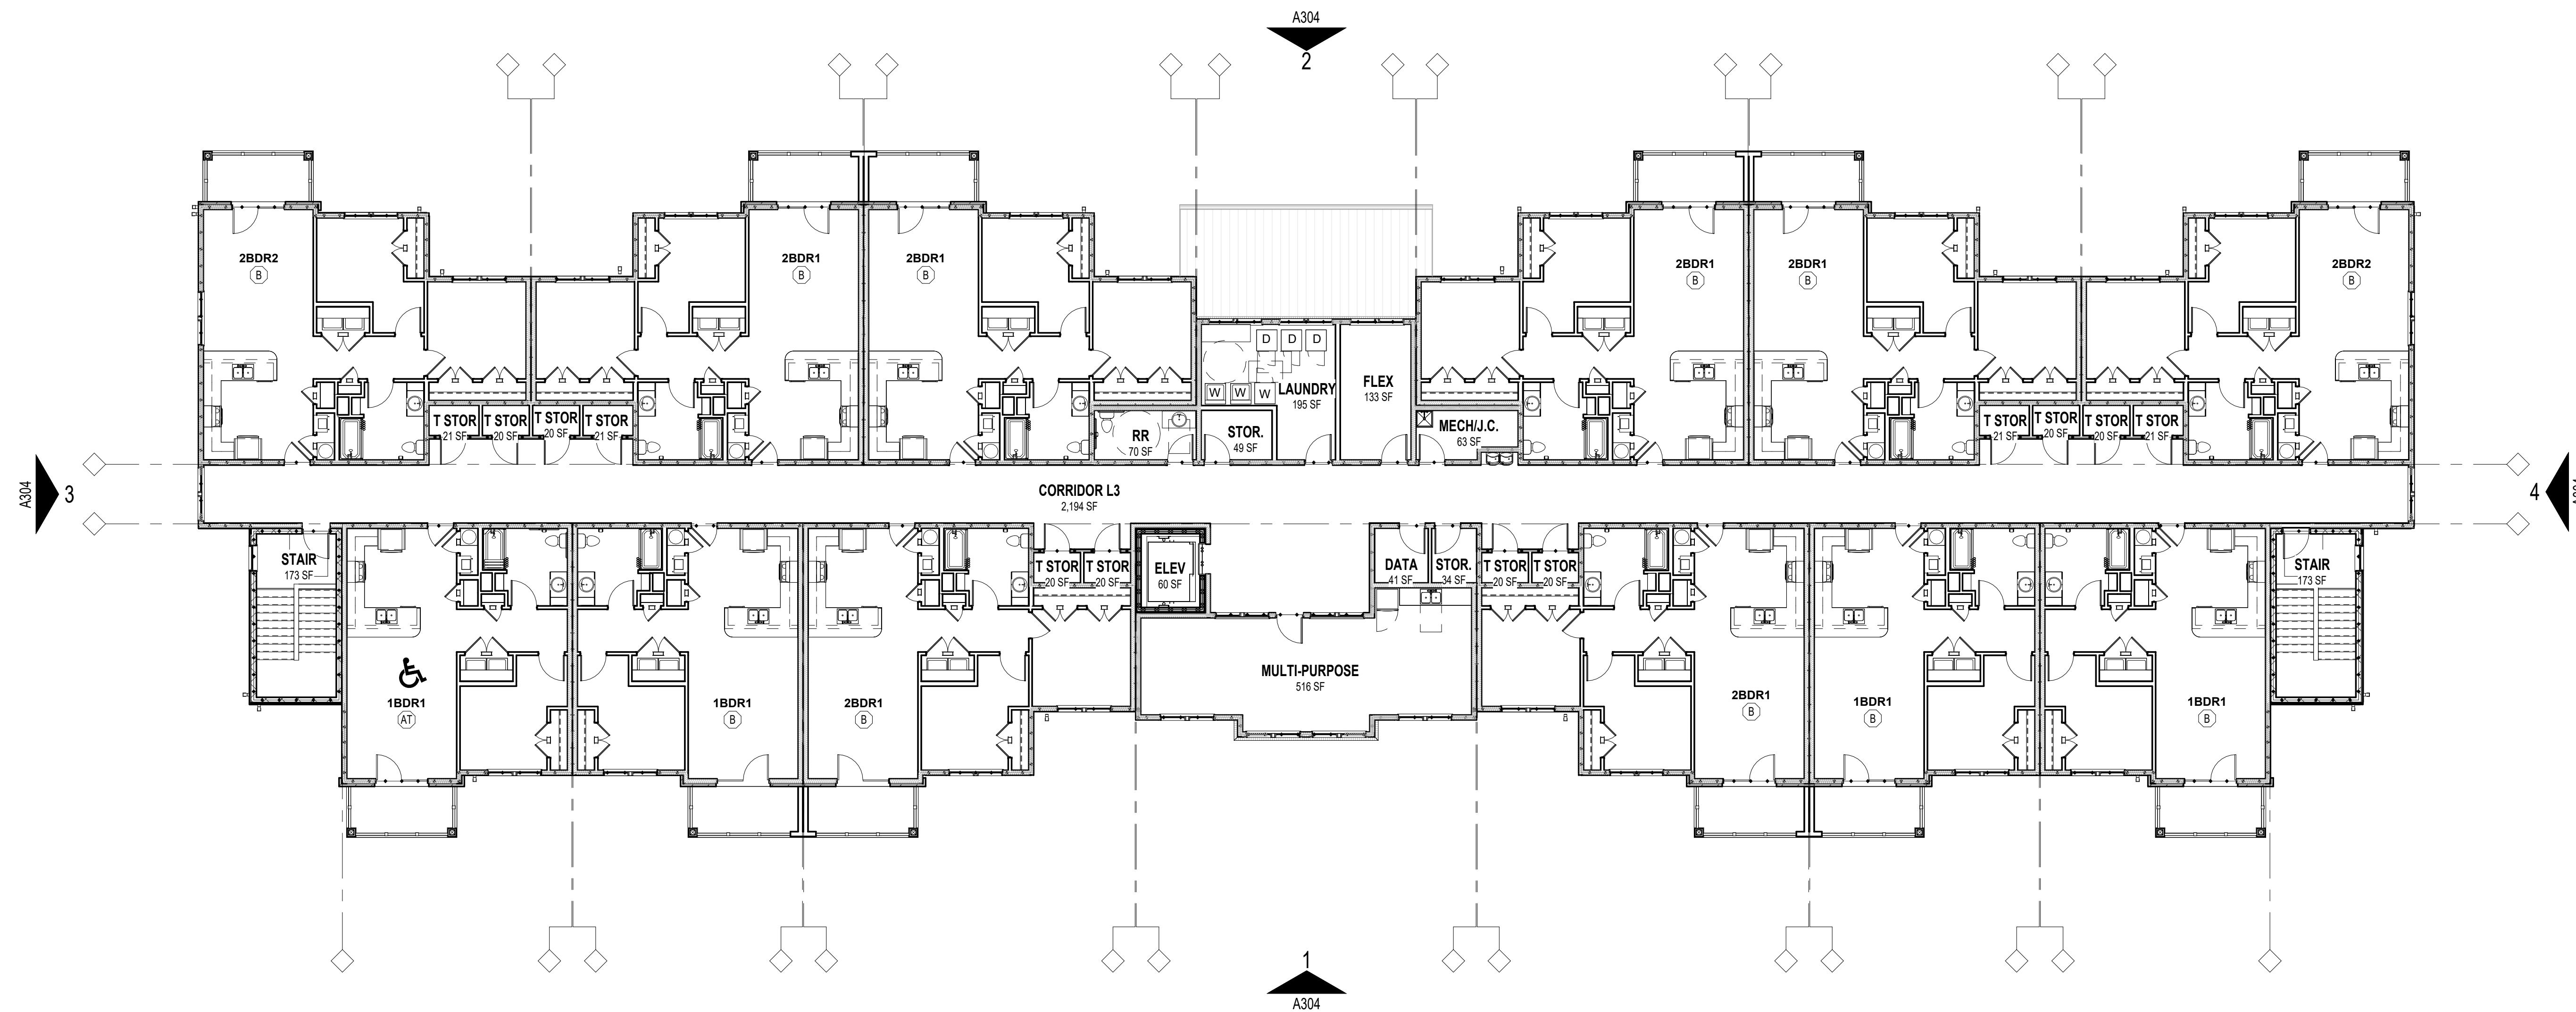 A304
2
2BDR2
B
2BDR1
B
2BDR1
B
2BDR1
B
2BDR1
B
2BDR2
B
D D D
W W W
LAUNDRY
195 SF
FLEX
133 SF
T STOR
21 SF
T STOR
20 SF
T STOR
20 SF
T STOR
21 SF
RR
70 SF
STOR.
49 SF
MECH/J.C.
63 SF
T STOR
21 SF
T STOR
20 SF
T STOR
20 SF
T STOR
21 SF
A304
3
CORRIDOR L3
2,194 SF
4
STAIR
173 SF
T STOR
20 SF
T STOR
20 SF
ELEV
60 SF
DATA
41 SF
STOR.
34 SF
T STOR
20 SF
T STOR
20 SF
STAIR
173 SF
MULTI-PURPOSE
516 SF
1BDR1
AT
1BDR1
B
2BDR1
B
2BDR1
B
1BDR1
B
1BDR1
B
1
A304